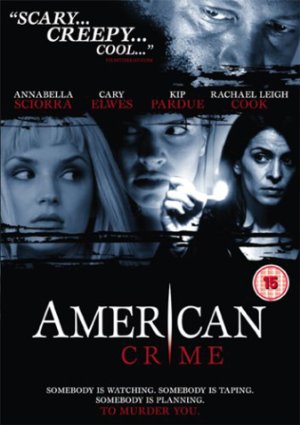 "SCARY...
CREEPY...
COOL..."
ANNABELLA
SCIORRA
CARY
ELWES
KIP
PARDUE
RACHAEL LEIGH
COOK
15
AMERICAN
CRIME
SOMEBODY IS WATCHING. SOMEBODY IS TAPING.
SOMEBODY IS PLANNING.
TO MURDER YOU.